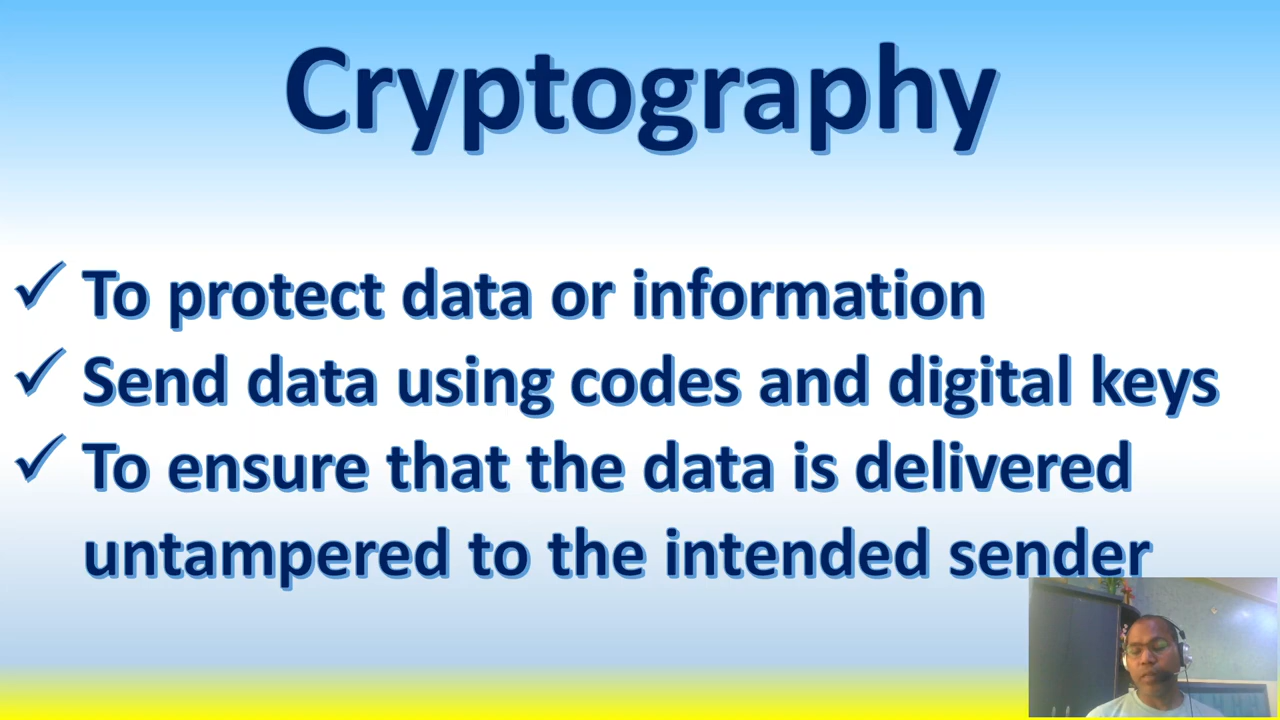 Cryptography
✓ To protect data or information
✓ Send data using codes and digital keys
✓ To ensure that the data is delivered
untampered to the intended sender